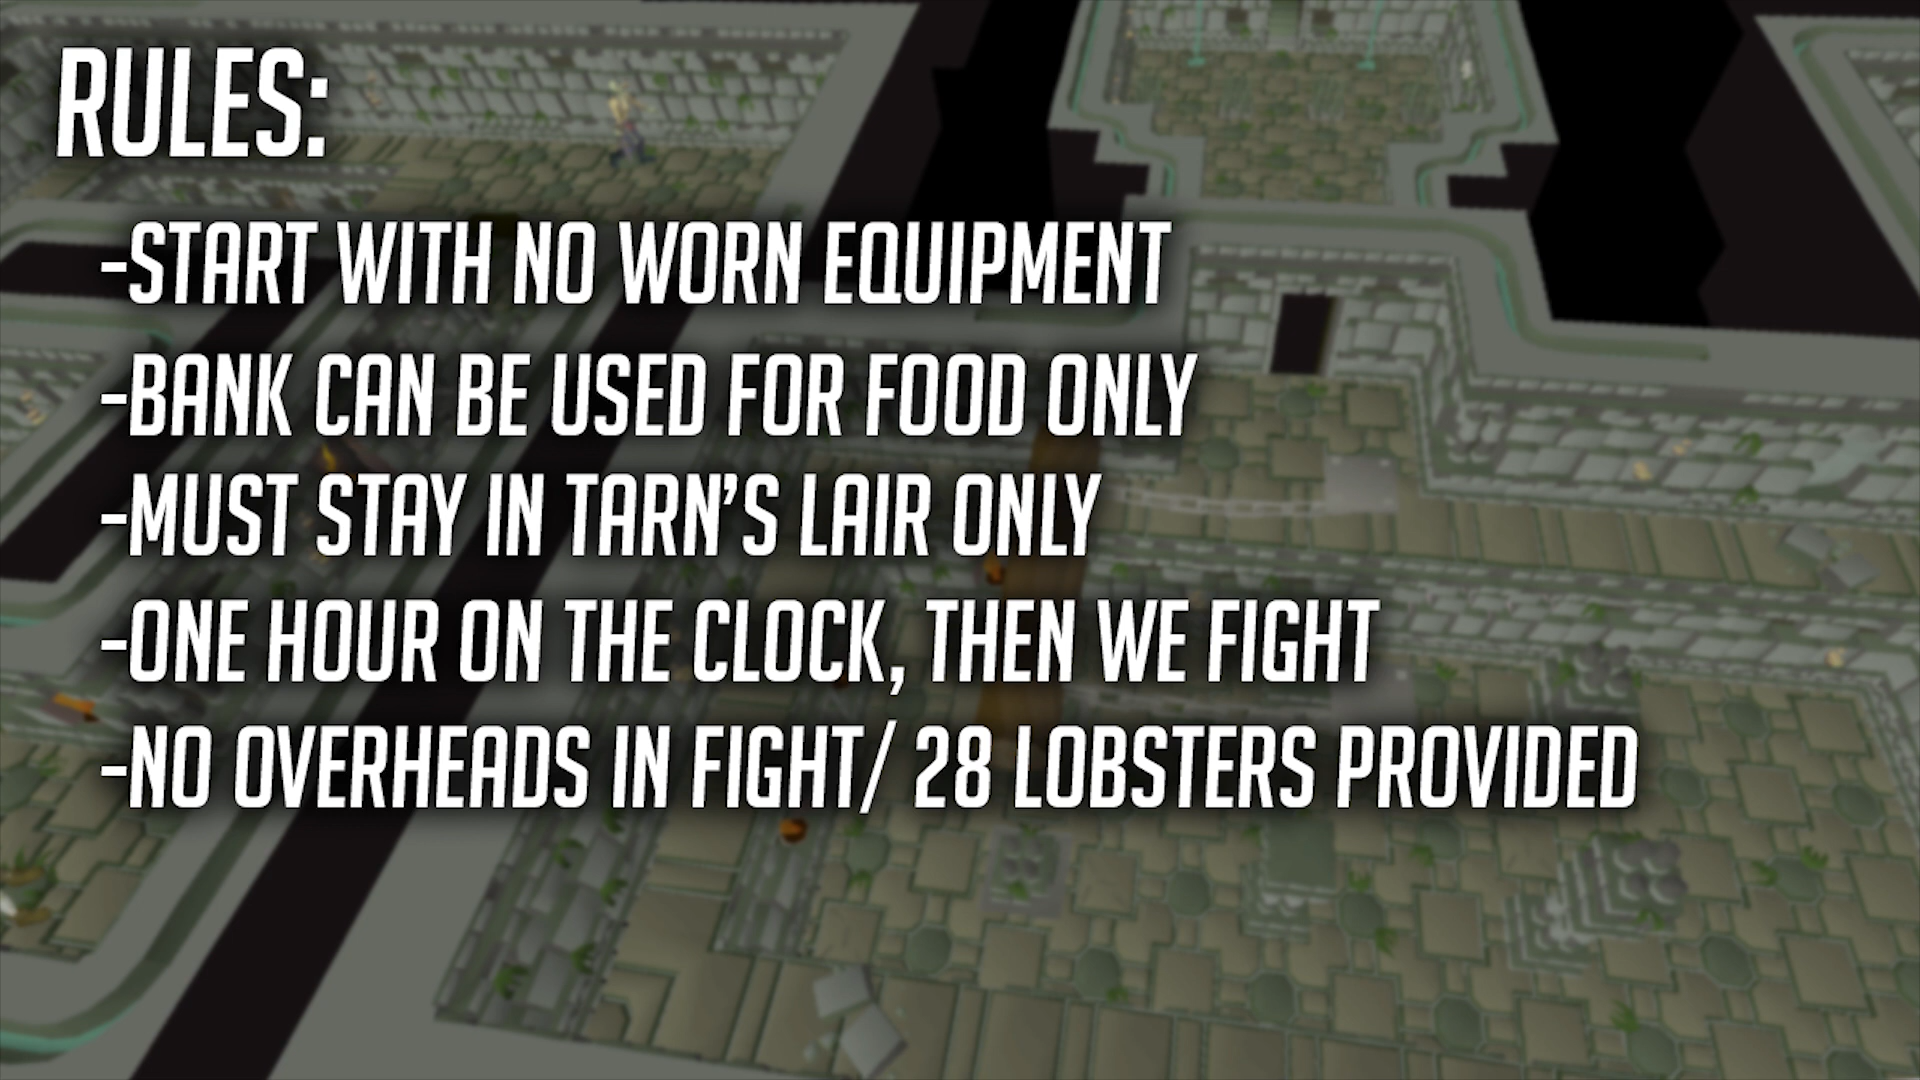 RULES:
-START WITH NO WORN EQUIPMENT
-BANK CAN BE USED FOR FOOD ONLY
-MUST STAY IN TARN'S LAIR ONLY
-ONE HOUR ON THE CLOCK, THEN WE FIGHT
-NO OVERHEADS IN FIGHT/ 28 LOBSTERS PROVIDED